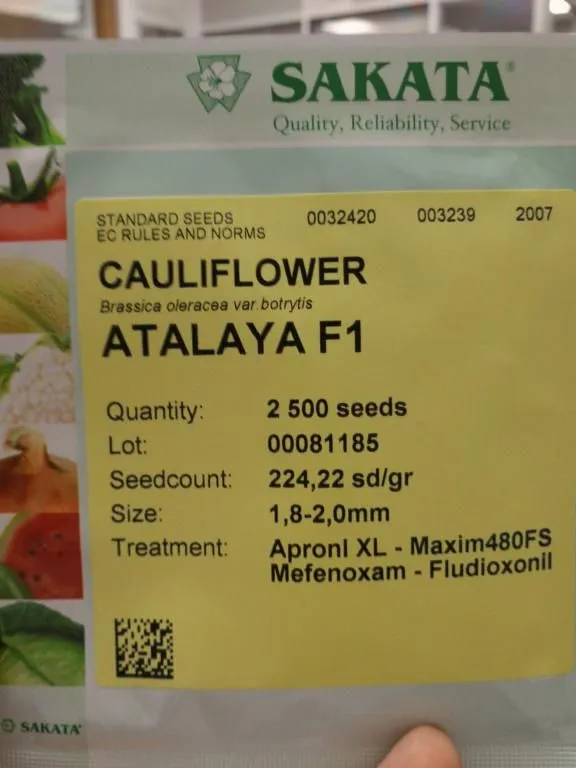 SAKATA®
Quality, Reliability, Service
STANDARD SEEDS 0032420 003239 2007
EC RULES AND NORMS
CAULIFLOWER
Brassica oleracea var.botrytis
ATALAYA F1
Quantity: 2 500 seeds
Lot: 00081185
Seedcount: 224,22 sd/gr
Size: 1,8-2,0mm
Treatment: Apronl XL - Maxim480FS
Mefenoxam - Fludioxonil
SAKATA®